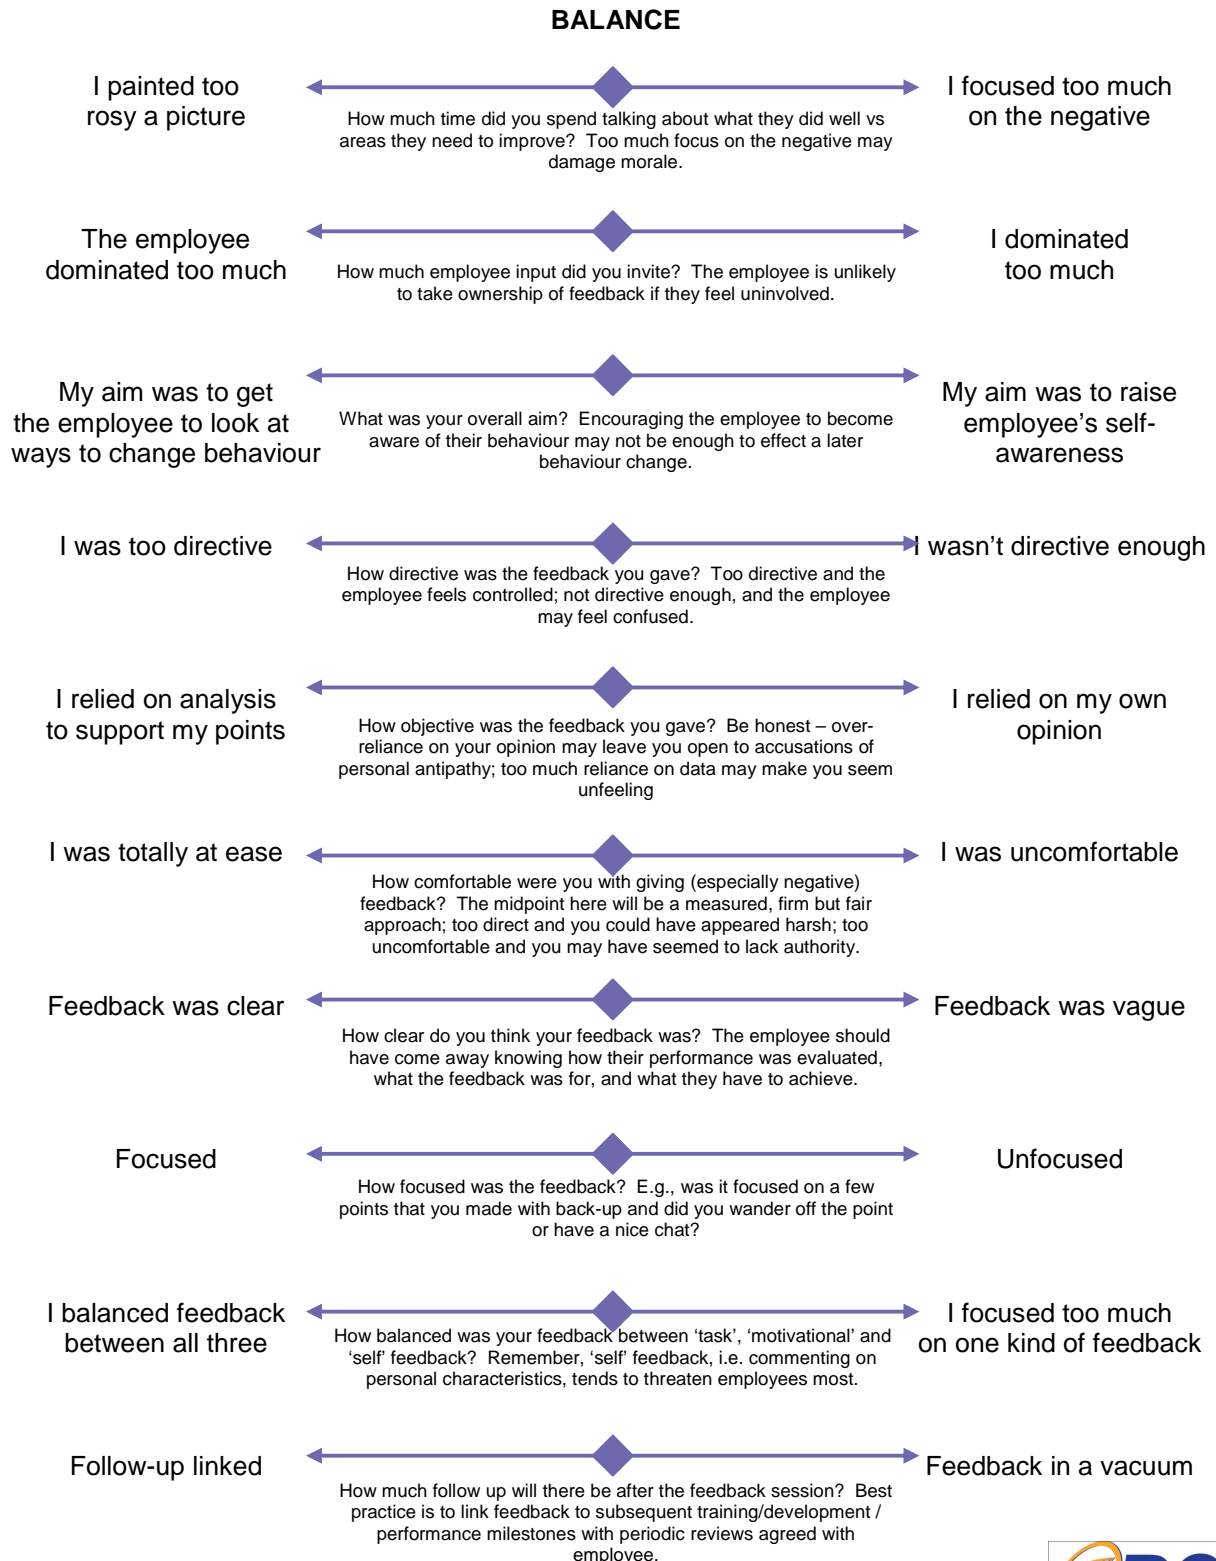 BALANCE
I painted too
rosy a picture
How much time did you spend talking about what they did well vs
areas they need to improve?  Too much focus on the negative may
damage morale.
I focused too much
on the negative
The employee
dominated too much
How much employee input did you invite?  The employee is unlikely
to take ownership of feedback if they feel uninvolved.
I dominated
too much
My aim was to get
the employee to look at
ways to change behaviour
What was your overall aim?  Encouraging the employee to become
aware of their behaviour may not be enough to effect a later
behaviour change.
My aim was to raise
employee's self-
awareness
I was too directive
How directive was the feedback you gave?  Too directive and the
employee feels controlled; not directive enough, and the employee
may feel confused.
I wasn't directive enough
I relied on analysis
to support my points
How objective was the feedback you gave?  Be honest – over-
reliance on your opinion may leave you open to accusations of
personal antipathy; too much reliance on data may make you seem
unfeeling
I relied on my own
opinion
I was totally at ease
How comfortable were you with giving (especially negative)
feedback?  The midpoint here will be a measured, firm but fair
approach; too direct and you could have appeared harsh; too
uncomfortable and you may have seemed to lack authority.
I was uncomfortable
Feedback was clear
How clear do you think your feedback was?  The employee should
have come away knowing how their performance was evaluated,
what the feedback was for, and what they have to achieve.
Feedback was vague
Focused
How focused was the feedback?  E.g., was it focused on a few
points that you made with back-up and did you wander off the point
or have a nice chat?
Unfocused
I balanced feedback
between all three
How balanced was your feedback between ‘task’, ‘motivational’ and
‘self’ feedback?  Remember, ‘self’ feedback, i.e. commenting on
personal characteristics, tends to threaten employees most.
I focused too much
on one kind of feedback
Follow-up linked
How much follow up will there be after the feedback session?  Best
practice is to link feedback to subsequent training/development /
performance milestones with periodic reviews agreed with
employee.
Feedback in a vacuum